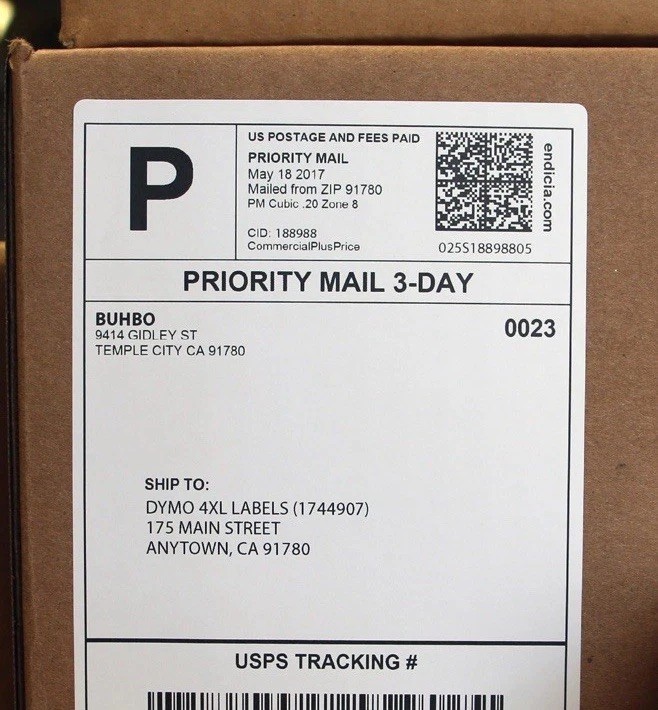 P
US POSTAGE AND FEES PAID
PRIORITY MAIL
May 18 2017
Mailed from ZIP 91780
PM Cubic .20 Zone 8
CID: 188988
CommercialPlusPrice
endicia.com
025S18898805
PRIORITY MAIL 3-DAY
BUHBO
9414 GIDLEY ST
TEMPLE CITY CA 91780
0023
SHIP TO:
DYMO 4XL LABELS (1744907)
175 MAIN STREET
ANYTOWN, CA 91780
USPS TRACKING #